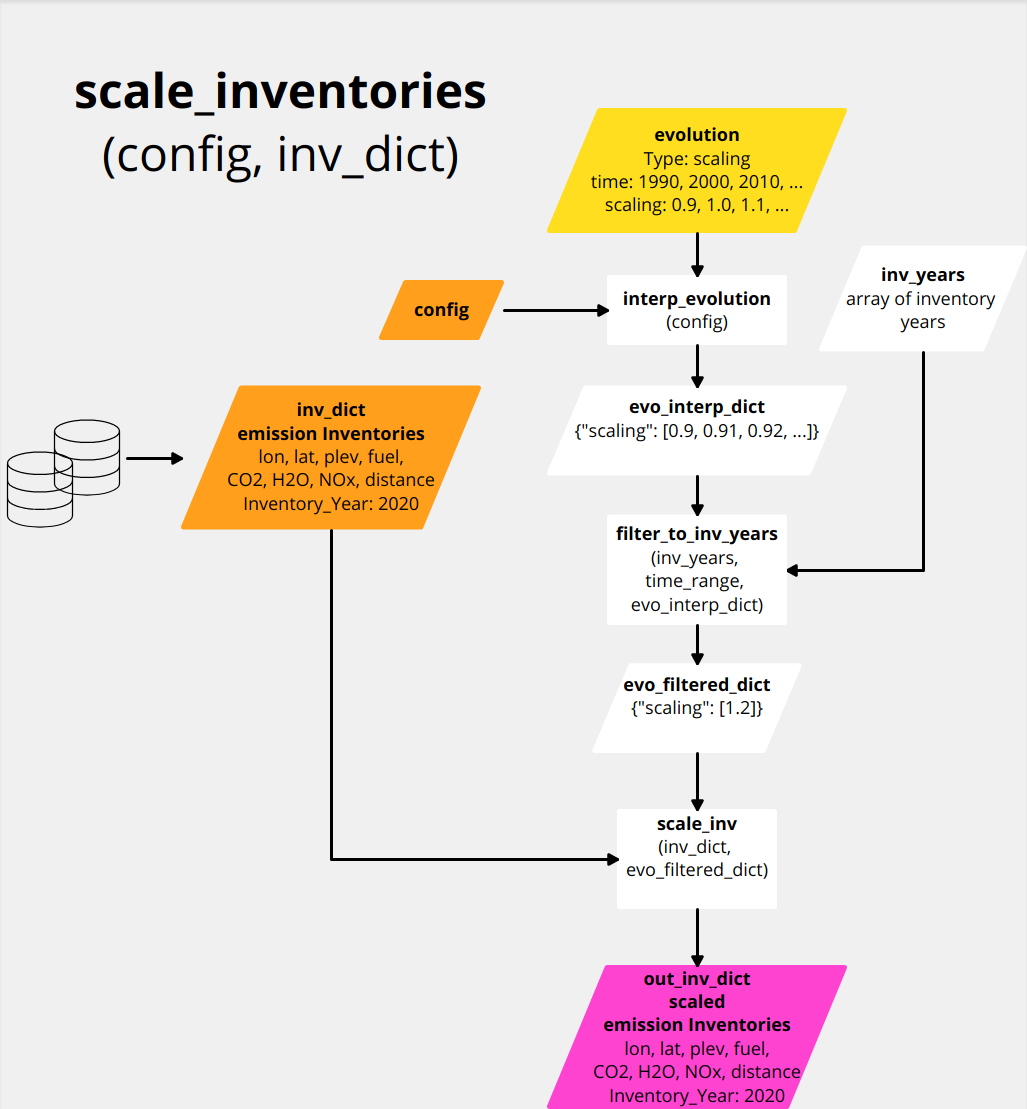 scale_inventories
(config, inv_dict)
evolution
Type: scaling
time: 1990, 2000, 2010, ...
scaling: 0.9, 1.0, 1.1, ...
inv_years
array of inventory
years
config
interp_evolution
(config)
inv_dict
emission Inventories
lon, lat, plev, fuel,
CO2, H2O, NOx, distance
Inventory_Year: 2020
evo_interp_dict
{"scaling": [0.9, 0.91, 0.92, ...]}
filter_to_inv_years
(inv_years,
time_range,
evo_interp_dict)
evo_filtered_dict
{"scaling": [1.2]}
scale_inv
(inv_dict,
evo_filtered_dict)
out_inv_dict
scaled
emission Inventories
lon, lat, plev, fuel,
CO2, H2O, NOx, distance
Inventory_Year: 2020